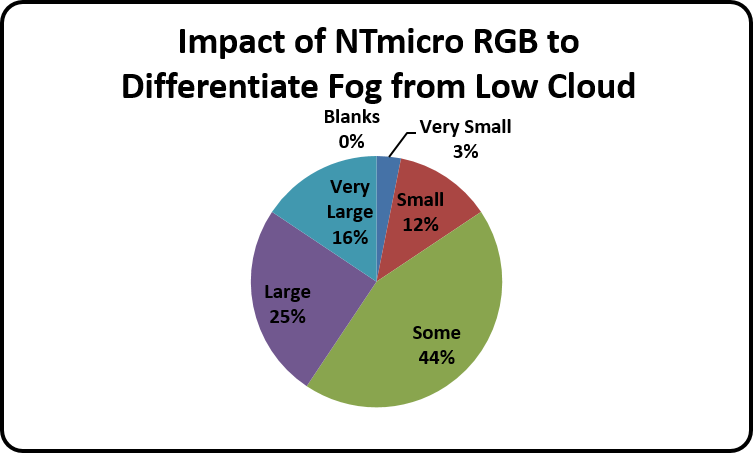 Impact of NTmicro RGB to
Differentiate Fog from Low Cloud
Blanks
0%
Very Small
3%
Very
Large
16%
Small
12%
Large
25%
Some
44%